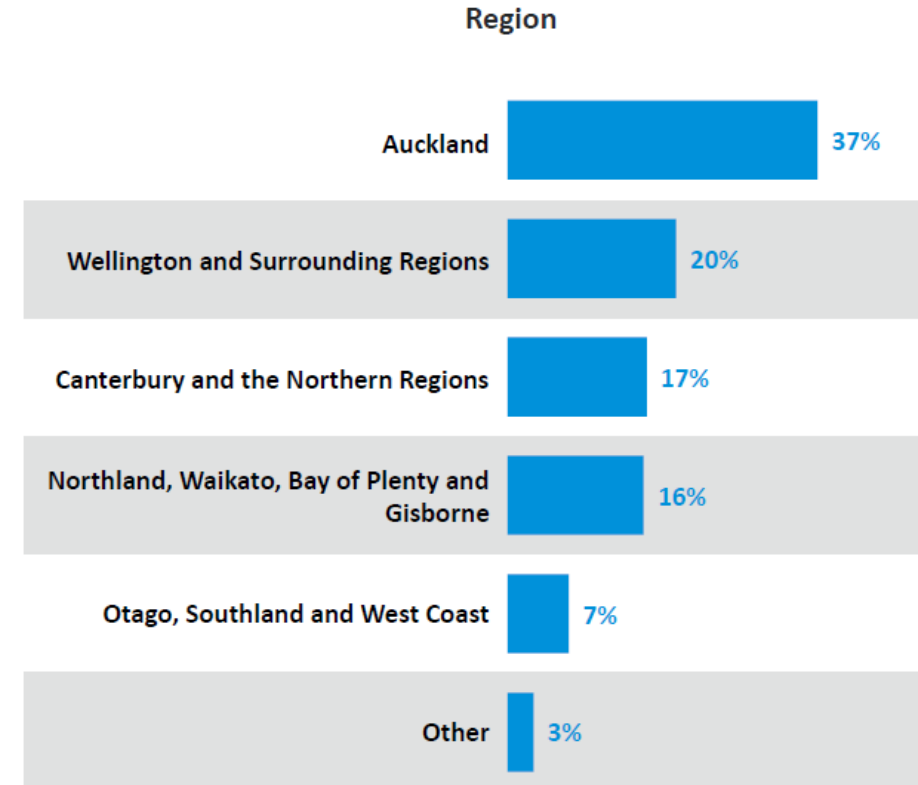 Region
Auckland
37%
Wellington and Surrounding Regions
20%
Canterbury and the Northern Regions
17%
Northland, Waikato, Bay of Plenty and
Gisborne
16%
Otago, Southland and West Coast
7%
Other
3%